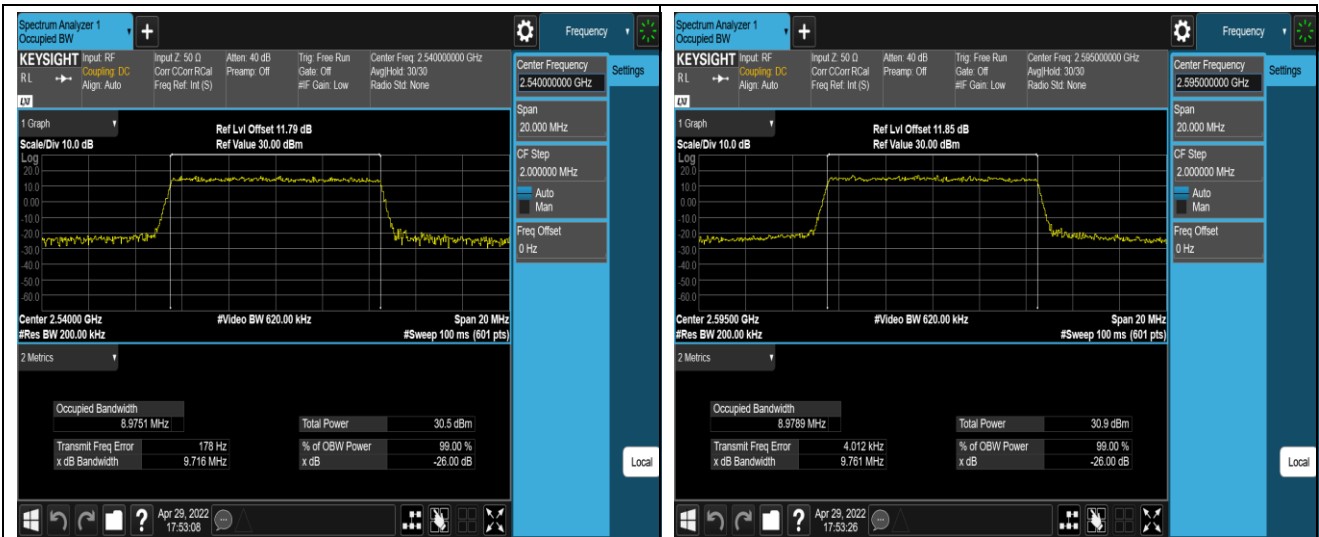 Spectrum Analyzer 1
Occupied BW
+
Frequency
KEYSIGHT
Input: RF
Input Z: 50 Ω
Atten: 40 dB
Trig: Free Run
Center Freq: 2.540000000 GHz
RL
Coupling: DC
Corr CCorr RCal
Preamp: Off
Gate: Off
Avg|Hold: 30/30
Align: Auto
Freq Ref: Int (S)
#IF Gain: Low
Radio Std: None
LXI
Center Frequency
2.540000000 GHz
Settings
Span
20.000 MHz
CF Step
2.000000 MHz
Auto
Man
Freq Offset
0 Hz
Local
1 Graph
Ref Lvl Offset 11.79 dB
Scale/Div 10.0 dB
Ref Value 30.00 dBm
Log
20.0
10.0
0.00
-10.0
-20.0
-30.0
-40.0
-50.0
-60.0
Center 2.54000 GHz
#Video BW 620.00 kHz
Span 20 MHz
#Res BW 200.00 kHz
#Sweep 100 ms (601 pts)
2 Metrics
Occupied Bandwidth
8.9751 MHz
Total Power 30.5 dBm
Transmit Freq Error 178 Hz
% of OBW Power 99.00 %
x dB Bandwidth 9.716 MHz
x dB -26.00 dB
?
Apr 29, 2022
17:53:08
Spectrum Analyzer 1
Occupied BW
+
Frequency
KEYSIGHT
Input: RF
Input Z: 50 Ω
Atten: 40 dB
Trig: Free Run
Center Freq: 2.595000000 GHz
RL
Coupling: DC
Corr CCorr RCal
Preamp: Off
Gate: Off
Avg|Hold: 30/30
Align: Auto
Freq Ref: Int (S)
#IF Gain: Low
Radio Std: None
LXI
Center Frequency
2.595000000 GHz
Settings
Span
20.000 MHz
CF Step
2.000000 MHz
Auto
Man
Freq Offset
0 Hz
Local
1 Graph
Ref Lvl Offset 11.85 dB
Scale/Div 10.0 dB
Ref Value 30.00 dBm
Log
20.0
10.0
0.00
-10.0
-20.0
-30.0
-40.0
-50.0
-60.0
Center 2.59500 GHz
#Video BW 620.00 kHz
Span 20 MHz
#Res BW 200.00 kHz
#Sweep 100 ms (601 pts)
2 Metrics
Occupied Bandwidth
8.9789 MHz
Total Power 30.9 dBm
Transmit Freq Error 4.012 kHz
% of OBW Power 99.00 %
x dB Bandwidth 9.761 MHz
x dB -26.00 dB
?
Apr 29, 2022
17:53:26